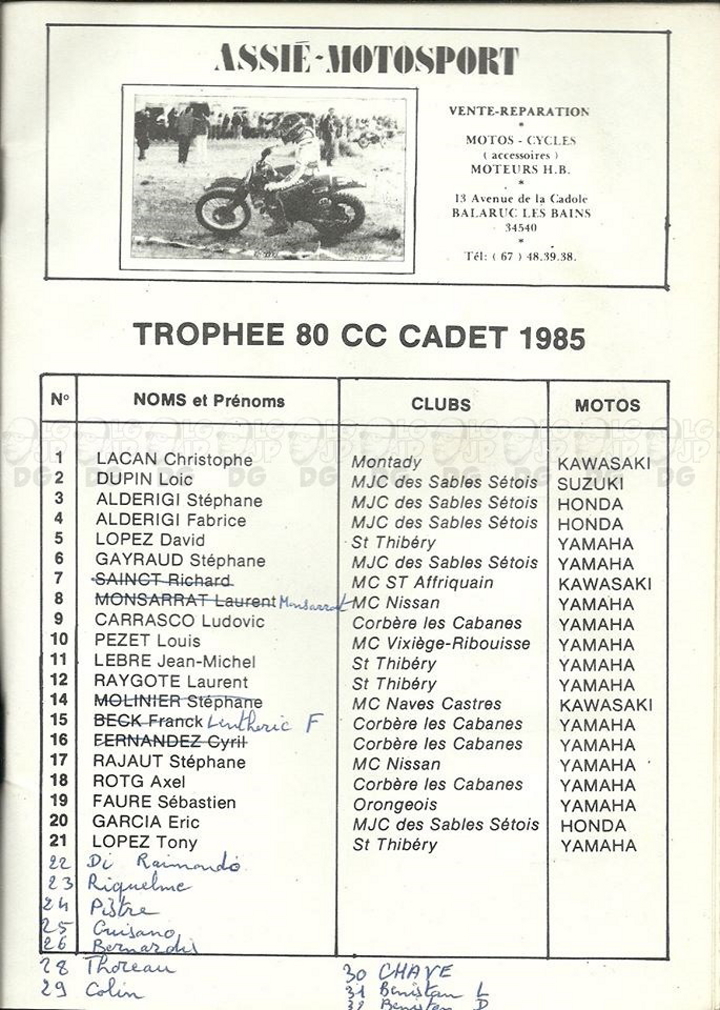 ASSIÉ-MOTOSPORT
VENTE-REPARATION
*
MOTOS - CYCLES
( accessoires )
MOTEURS H.B.
*
13 Avenue de la Cadole
BALARUC LES BAINS
34540
*
Tél: ( 67 ) 48.39.38.
TROPHEE 80 CC CADET 1985
N° NOMS et Prénoms CLUBS MOTOS
1 LACAN Christophe Montady KAWASAKI
2 DUPIN Loic MJC des Sables Sétois SUZUKI
3 ALDERIGI Stéphane MJC des Sables Sétois HONDA
4 ALDERIGI Fabrice MJC des Sables Sétois HONDA
5 LOPEZ David St Thibéry YAMAHA
6 GAYRAUD Stéphane MJC des Sables Sétois YAMAHA
7 SAINCT Richard MC ST Affriquain KAWASAKI
8 MONSARRAT Laurent Monsarrat MC Nissan YAMAHA
9 CARRASCO Ludovic Corbère les Cabanes YAMAHA
10 PEZET Louis MC Vixiège-Ribouisse YAMAHA
11 LEBRE Jean-Michel St Thibéry YAMAHA
12 RAYGOTE Laurent St Thibéry YAMAHA
14 MOLINIER Stéphane MC Naves Castres KAWASAKI
15 BECK Franck Lentheric F Corbère les Cabanes YAMAHA
16 FERNANDEZ Cyril Corbère les Cabanes YAMAHA
17 RAJAUT Stéphane MC Nissan YAMAHA
18 ROTG Axel Corbère les Cabanes YAMAHA
19 FAURE Sébastien Orongeois YAMAHA
20 GARCIA Eric MJC des Sables Sétois HONDA
21 LOPEZ Tony St Thibéry YAMAHA
22 Di Raimondo
23 Riquelme
24 Pistre
25 Guisano
26 Bernardis
28 Thoreau
29 Colin
30 CHAVE
31 Benistan L
32 Benistan D